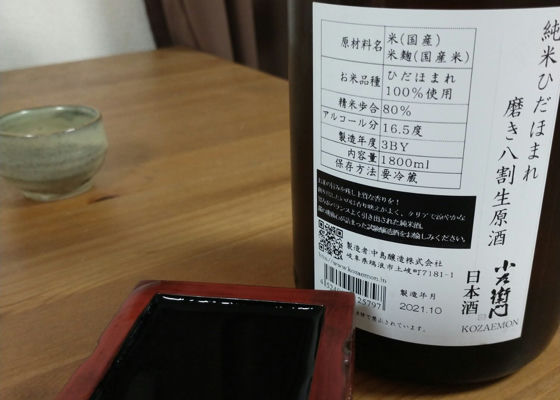 純米ひだほまれ
磨き八割生原酒
小左衛門
日本酒
KOZAEMON
原材料名 米(国産)
米麹(国産米)
お米品種 ひだほまれ
100%使用
精米歩合 80%
アルコール分 16.5度
製造年度 3BY
内容量 1800ml
保存方法 要冷蔵
製造者 中島醸造株式会社
岐阜県瑞浪市土岐町7181-1
http://www.kozaemon.jp
製造年月
2021.10